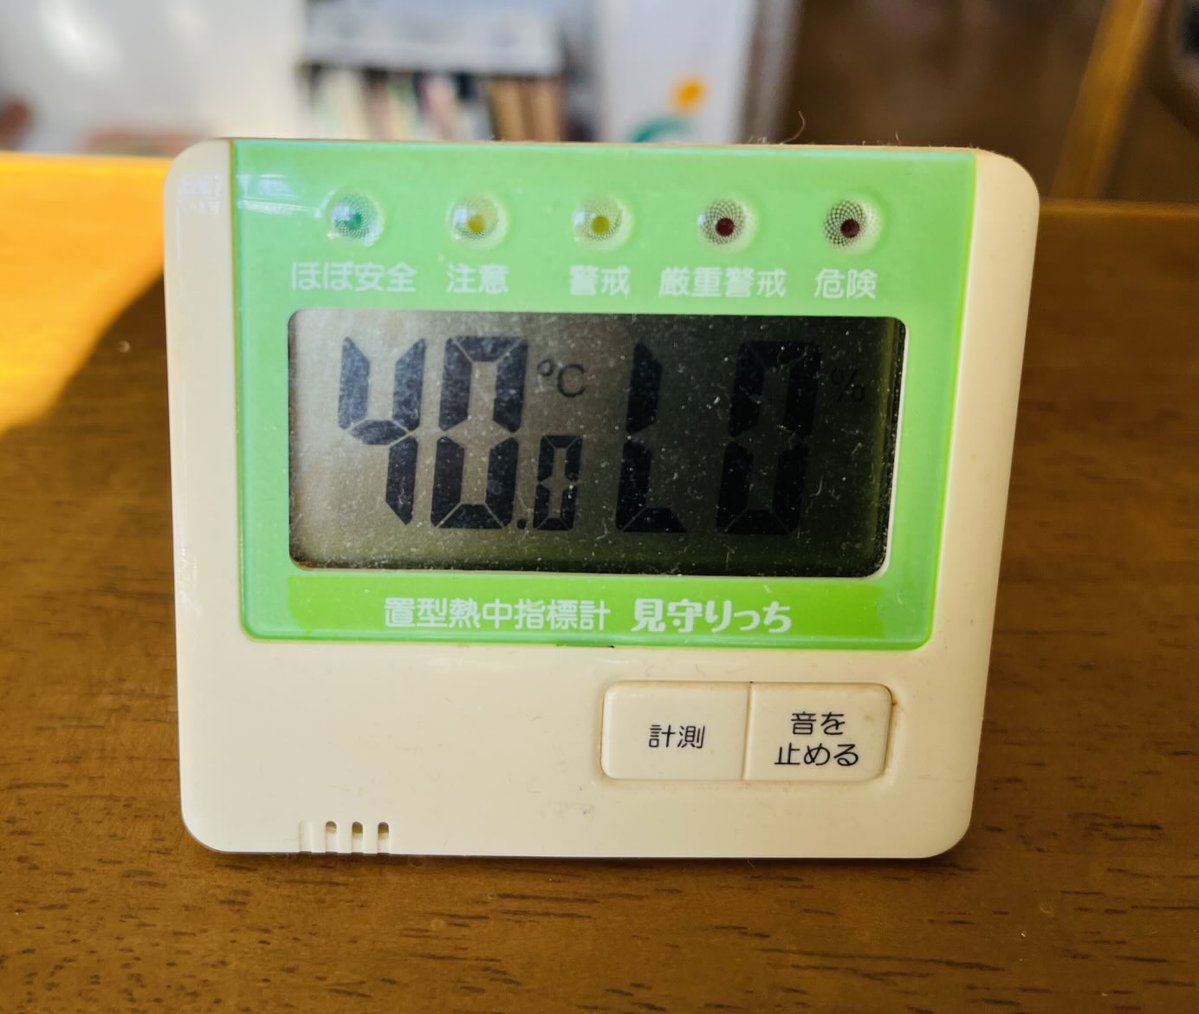 ほぼ安全 注意 警戒 厳重警戒 危険
40.0℃ LO %
置型熱中指標計 見守りっち
計測
音を
止める